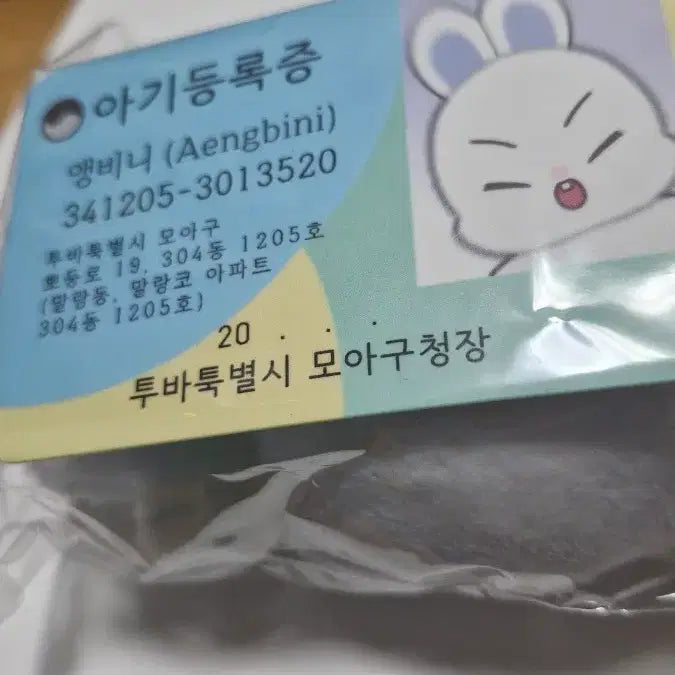 아기등록증
앵비니 (Aengbini)
341205-3013520
투바툭별시 모아구
뽀둥로 19, 304동 1205호
(말랑동, 말랑코 아파트
304동 1205호)
20 . . .
투바툭별시 모아구청장